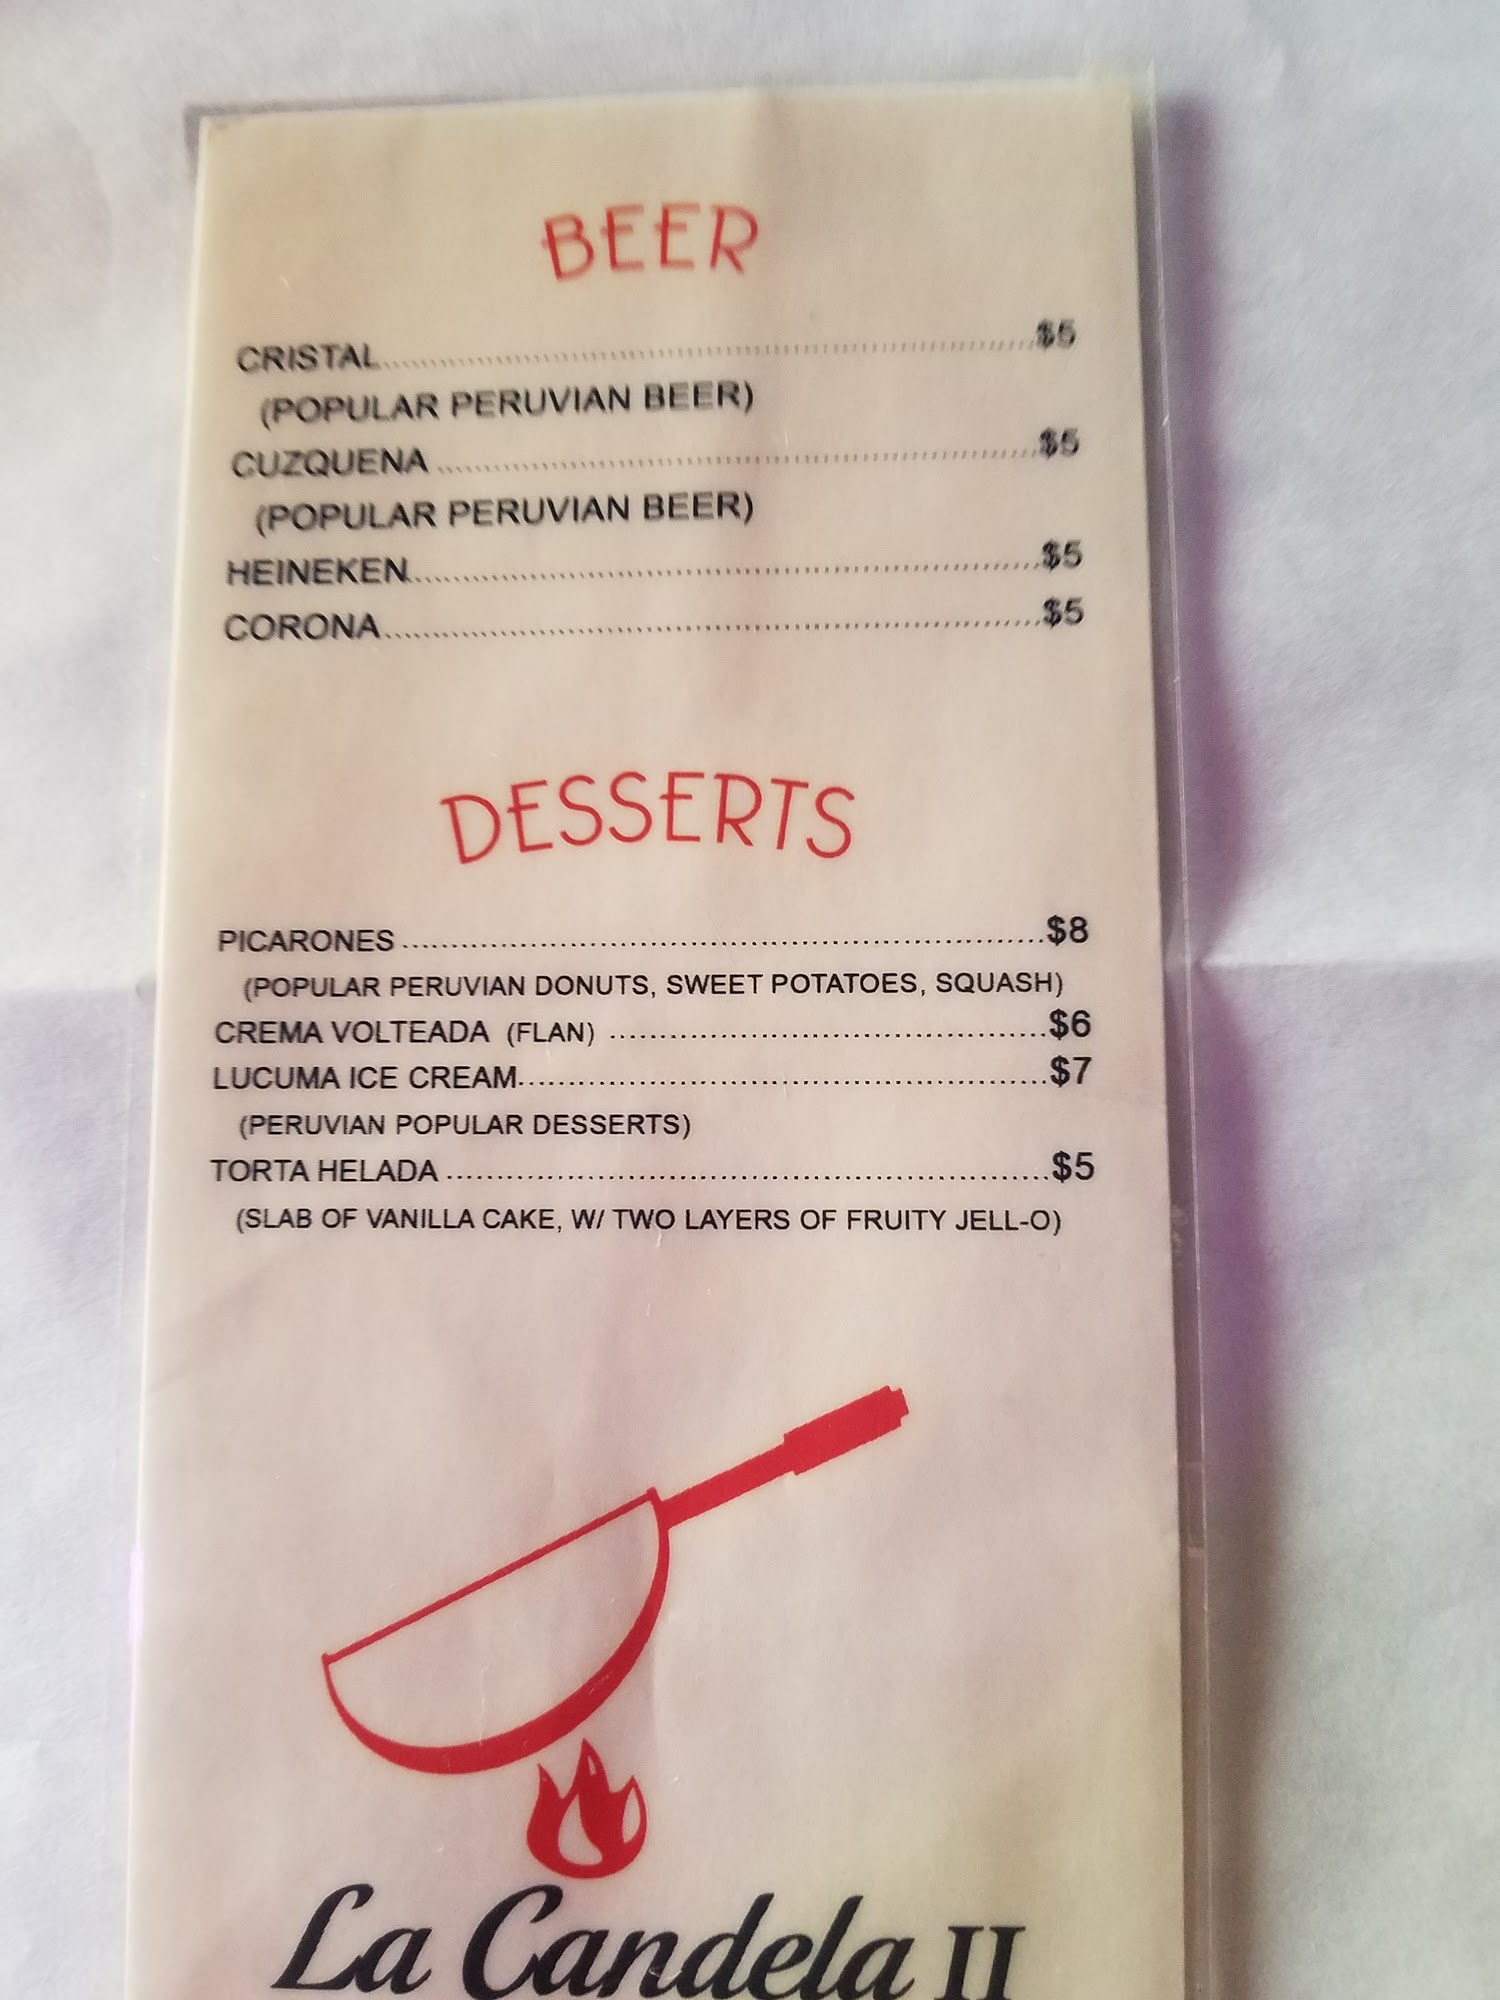 BEER
CRISTAL........................................$5
(POPULAR PERUVIAN BEER)
CUZQUENA........................................$5
(POPULAR PERUVIAN BEER)
HEINEKEN........................................$5
CORONA........................................$5
DESSERTS
PICARONES........................................$8
(POPULAR PERUVIAN DONUTS, SWEET POTATOES, SQUASH)
CREMA VOLTEADA (FLAN)........................................$6
LUCUMA ICE CREAM........................................$7
(PERUVIAN POPULAR DESSERTS)
TORTA HELADA........................................$5
(SLAB OF VANILLA CAKE, W/ TWO LAYERS OF FRUITY JELL-O)
La Candela II